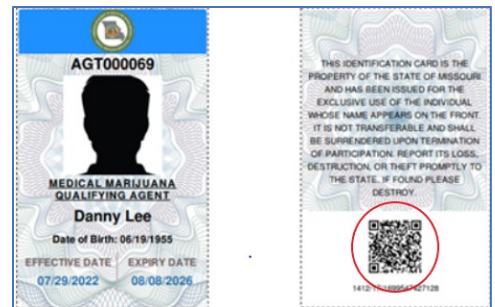 AGT000069
MEDICAL MARIJUANA
QUALIFYING AGENT
Danny Lee
Date of Birth: 06/19/1955
EFFECTIVE DATE EXPIRY DATE
07/29/2022 08/08/2026
THIS IDENTIFICATION CARD IS THE
PROPERTY OF THE STATE OF MISSOURI
AND HAS BEEN ISSUED FOR THE
EXCLUSIVE USE OF THE INDIVIDUAL
WHOSE NAME APPEARS ON THE FRONT.
IT IS NOT TRANSFERABLE AND SHALL
BE SURRENDERED UPON TERMINATION
OF PARTICIPATION. REPORT ITS LOSS,
DESTRUCTION, OR THEFT PROMPTLY TO
THE STATE. IF FOUND PLEASE
DESTROY.